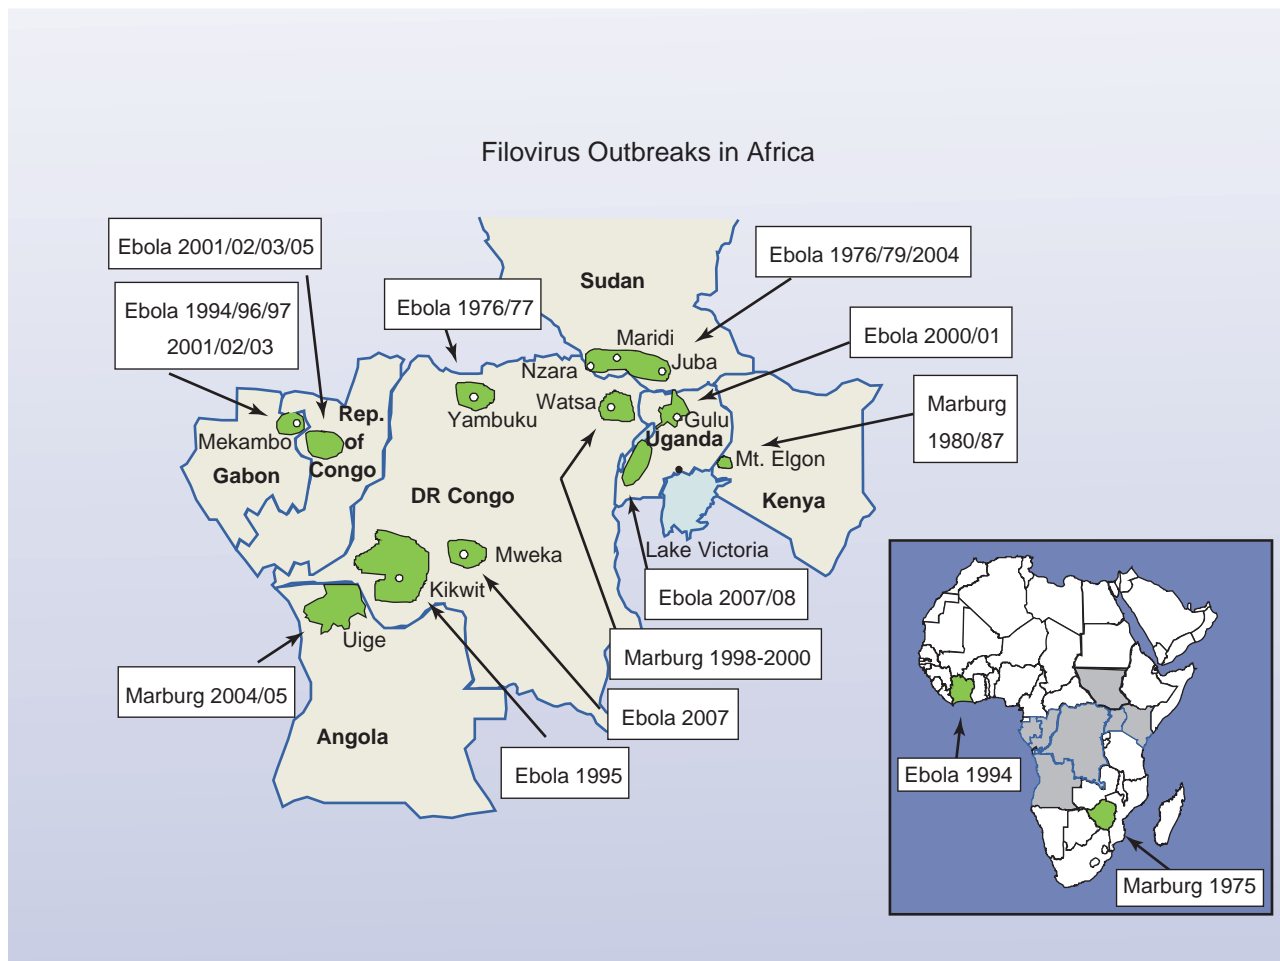 Filovirus Outbreaks in Africa
Ebola 2001/02/03/05
Ebola 1994/96/97
2001/02/03
Ebola 1976/77
Ebola 1976/79/2004
Ebola 2000/01
Marburg
1980/87
Sudan
Maridi
Nzara
Juba
Watsa
Yambuku
Gulu
Uganda
Mt. Elgon
Kenya
Lake Victoria
Mekambo
Gabon
Rep.
of
Congo
DR Congo
Mweka
Kikwit
Uige
Angola
Ebola 2007/08
Marburg 1998-2000
Ebola 2007
Ebola 1995
Marburg 2004/05
Ebola 1994
Marburg 1975